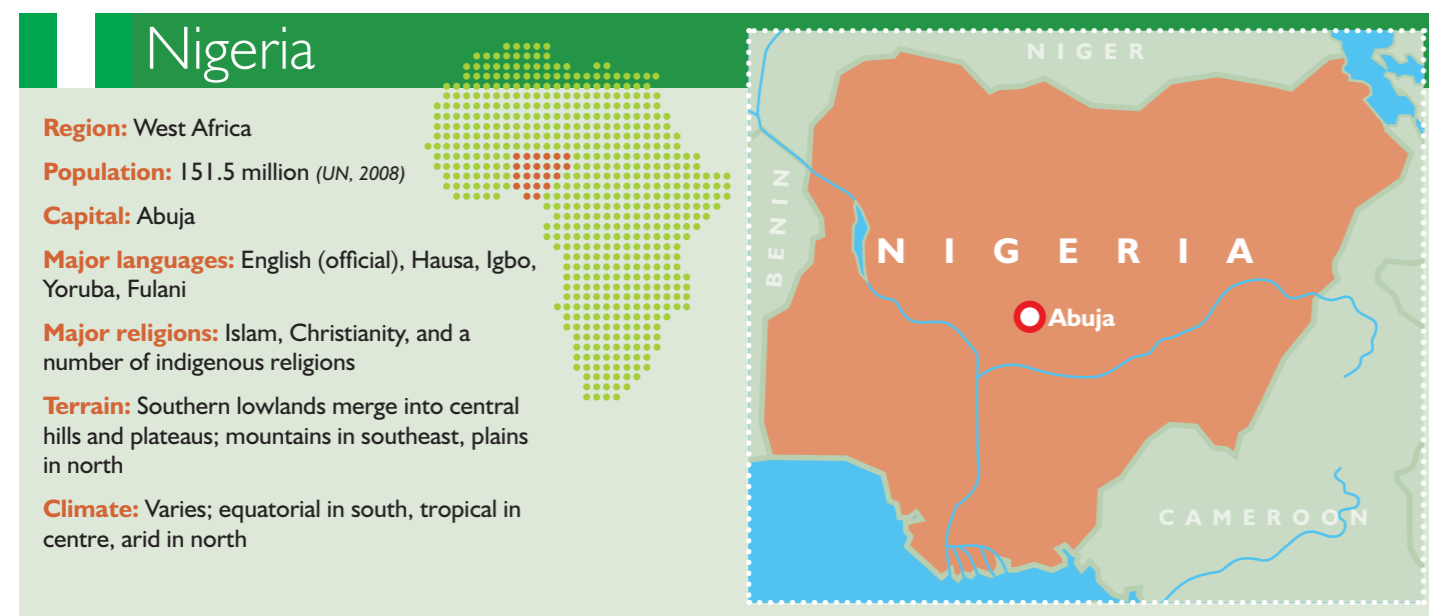 Nigeria
Region: West Africa
Population: 151.5 million (UN, 2008)
Capital: Abuja
Major languages: English (official), Hausa, Igbo,
Yoruba, Fulani
Major religions: Islam, Christianity, and a
number of indigenous religions
Terrain: Southern lowlands merge into central
hills and plateaus; mountains in southeast, plains
in north
Climate: Varies; equatorial in south, tropical in
centre, arid in north
NIGER
BENIN
NIGERIA
Abuja
CAMEROON